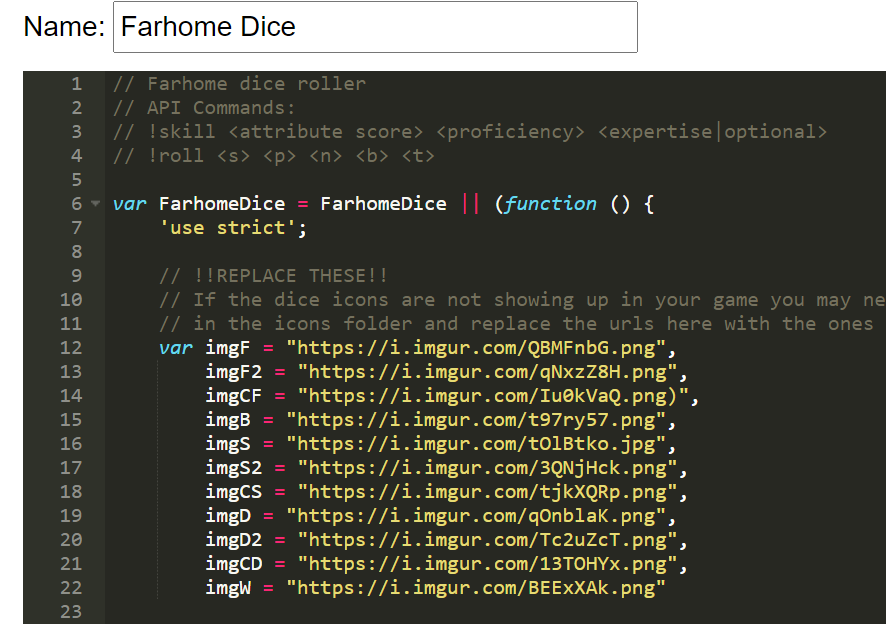 Name: Farhome Dice
1 // Farhome dice roller
2 // API Commands:
3 // !skill <attribute score> <proficiency> <expertise|optional>
4 // !roll <s> <p> <n> <b> <t>
5
6 var FarhomeDice = FarhomeDice || (function () {
7 'use strict';
8
9 // !!REPLACE THESE!!
10 // If the dice icons are not showing up in your game you may ne
11 // in the icons folder and replace the urls here with the ones
12 var imgF = "https://i.imgur.com/QBMFnbG.png",
13 imgF2 = "https://i.imgur.com/qNxzZ8H.png",
14 imgCF = "https://i.imgur.com/Iu0kVaQ.png)",
15 imgB = "https://i.imgur.com/t97ry57.png",
16 imgS = "https://i.imgur.com/tOlBtko.jpg",
17 imgS2 = "https://i.imgur.com/3QNjHck.png",
18 imgCS = "https://i.imgur.com/tjkXQRp.png",
19 imgD = "https://i.imgur.com/qOnblaK.png",
20 imgD2 = "https://i.imgur.com/Tc2uZcT.png",
21 imgCD = "https://i.imgur.com/13TOHYx.png",
22 imgW = "https://i.imgur.com/BEExXAk.png"
23